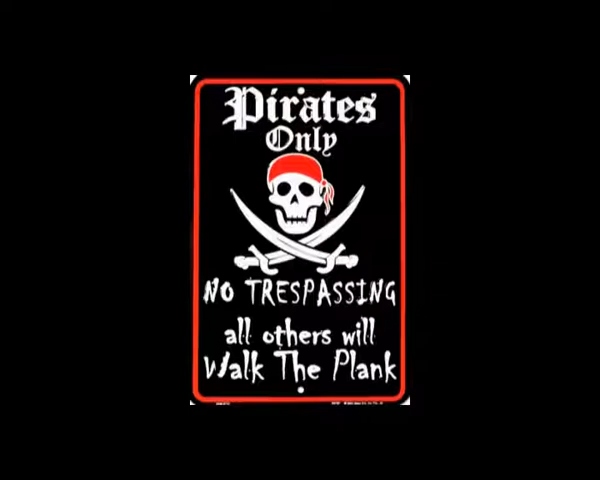 Pirates
Only
NO TRESPASSING
all others will
Walk The Plank